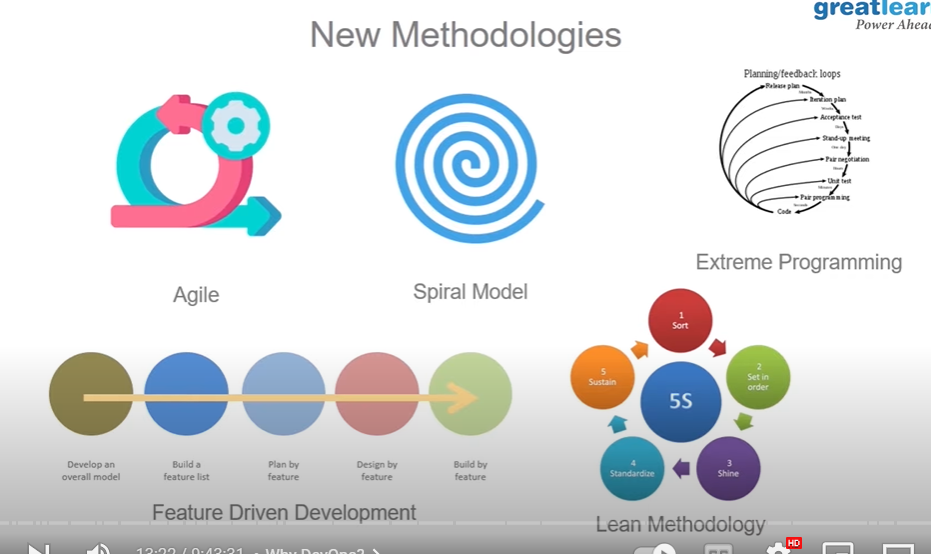 greatlear
Power Ahead
New Methodologies
Planning/feedback loops
Release plan
Months
Iteration plan
Weeks
Acceptance test
Days
Stand-up meeting
One day
Pair negotiation
Hours
Unit test
Minutes
Pair programming
Seconds
Code
Agile
Spiral Model
Extreme Programming
1
Sort
2
Set in
order
3
Shine
4
Standardize
5
Sustain
5S
Develop an
overall model
Build a
feature list
Plan by
feature
Design by
feature
Build by
feature
Feature Driven Development
Lean Methodology
13:22 / 9:43:31 • Why DevOps?
HD